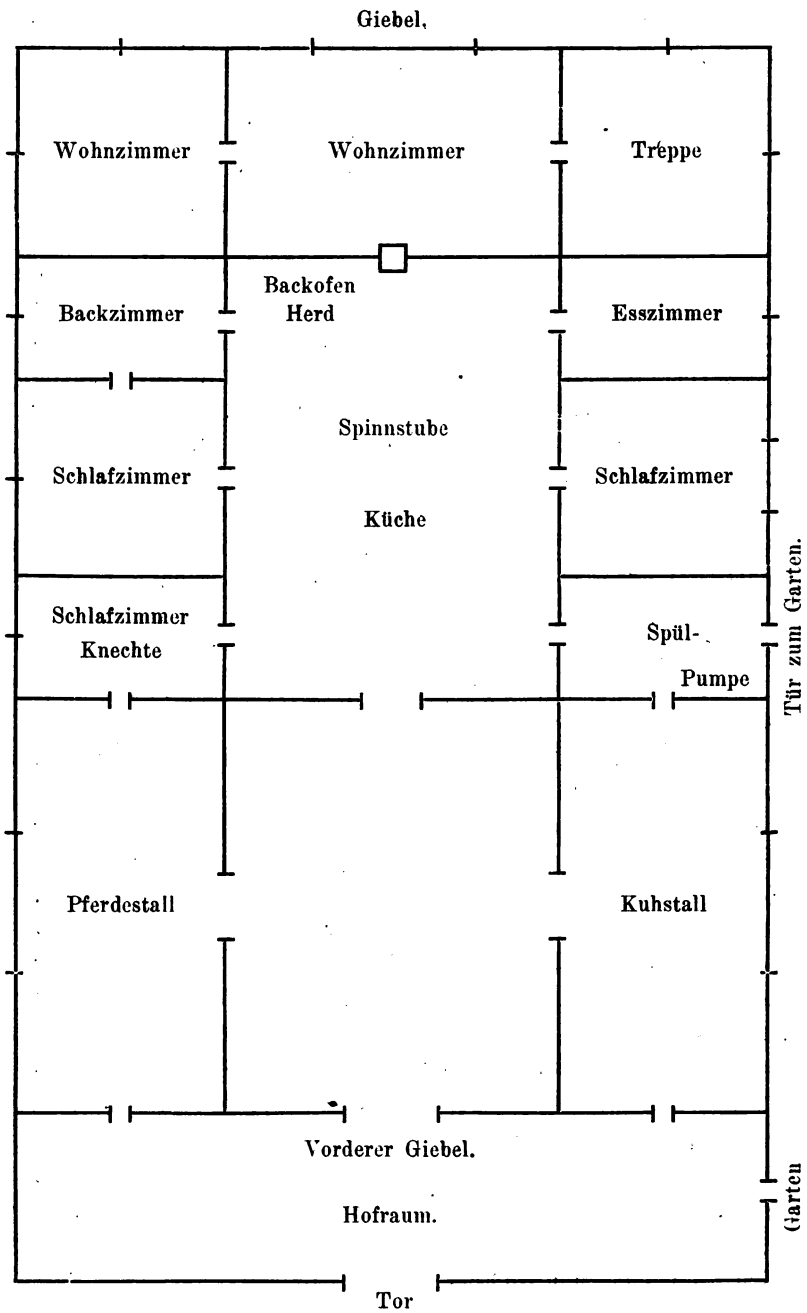 Giebel.
Wohnzimmer
Wohnzimmer
Treppe
Backofen
Herd
Backzimmer
Esszimmer
Spinnstube
Schlafzimmer
Schlafzimmer
Küche
Schlafzimmer
Knechte
Spül-
Pumpe
Tür zum Garten.
Pferdestall
Kuhstall
Vorderer Giebel.
Hofraum.
Garten
Tor